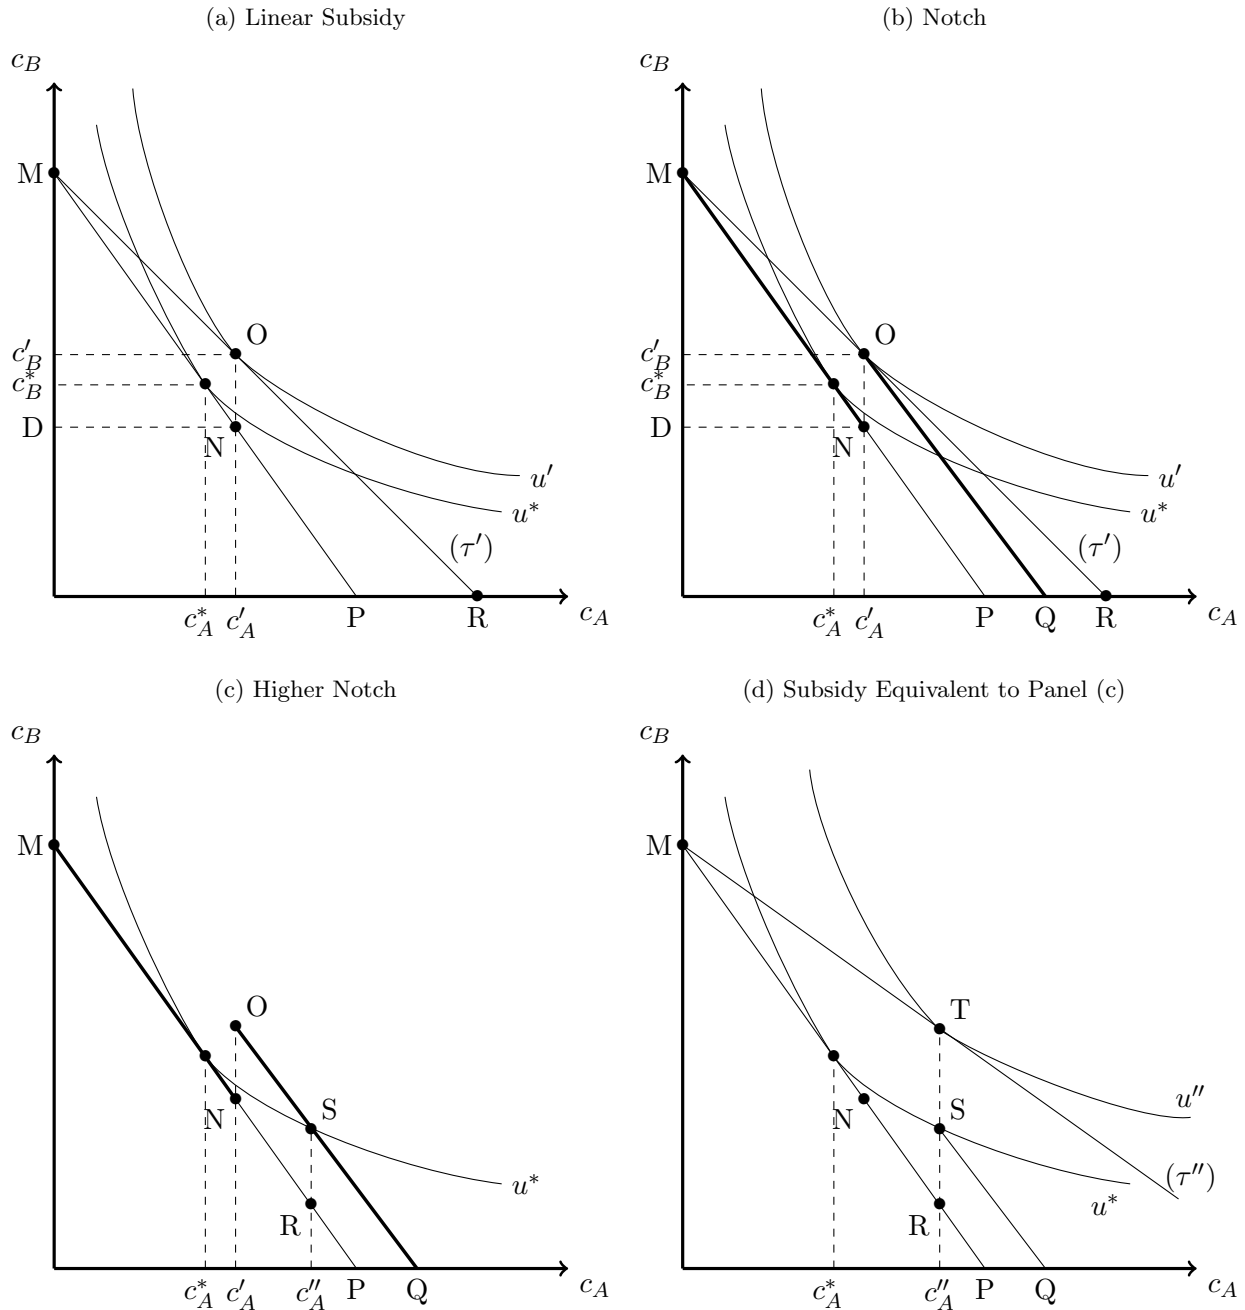 (a) Linear Subsidy
c_B
M
O
c'_B
c^*_B
D
N
u'
u^*
(τ')
c^*_A c'_A P R c_A
(b) Notch
c_B
M
O
c'_B
c^*_B
D
N
u'
u^*
(τ')
c^*_A c'_A P Q R c_A
(c) Higher Notch
c_B
M
O
N
S
R
u^*
c^*_A c'_A c''_A P Q c_A
(d) Subsidy Equivalent to Panel (c)
c_B
M
T
N
S
u''
(τ'')
u^*
R
c^*_A c''_A P Q c_A